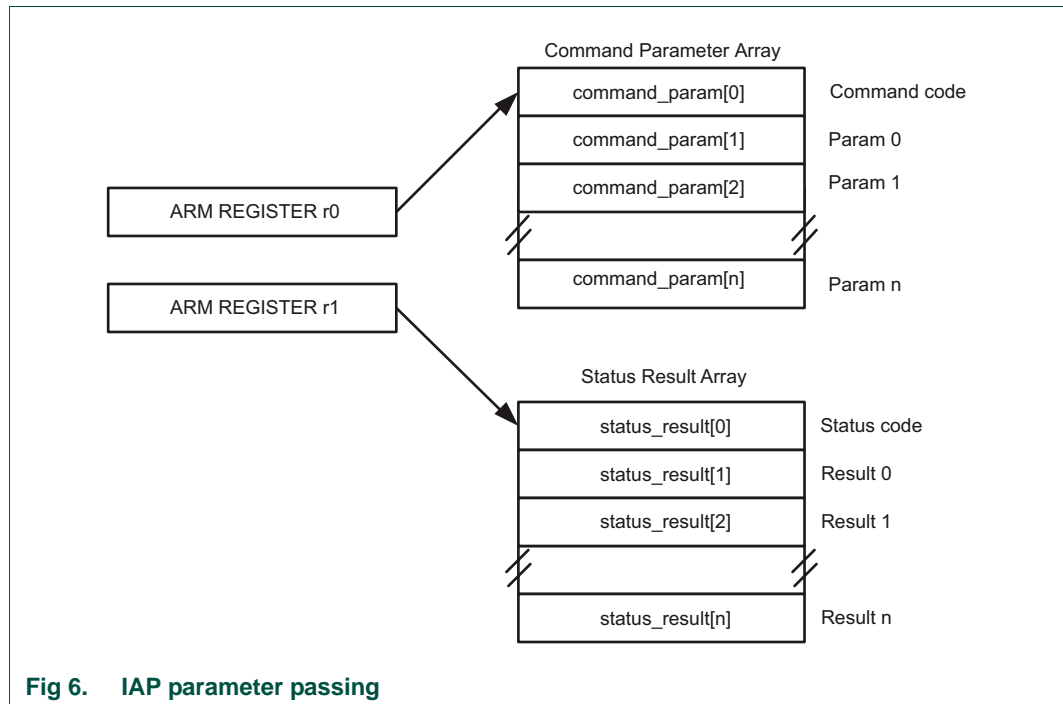 Command Parameter Array
command_param[0] Command code
command_param[1] Param 0
command_param[2] Param 1
ARM REGISTER r0
command_param[n] Param n
ARM REGISTER r1
Status Result Array
status_result[0] Status code
status_result[1] Result 0
status_result[2] Result 1
status_result[n] Result n
Fig 6. IAP parameter passing